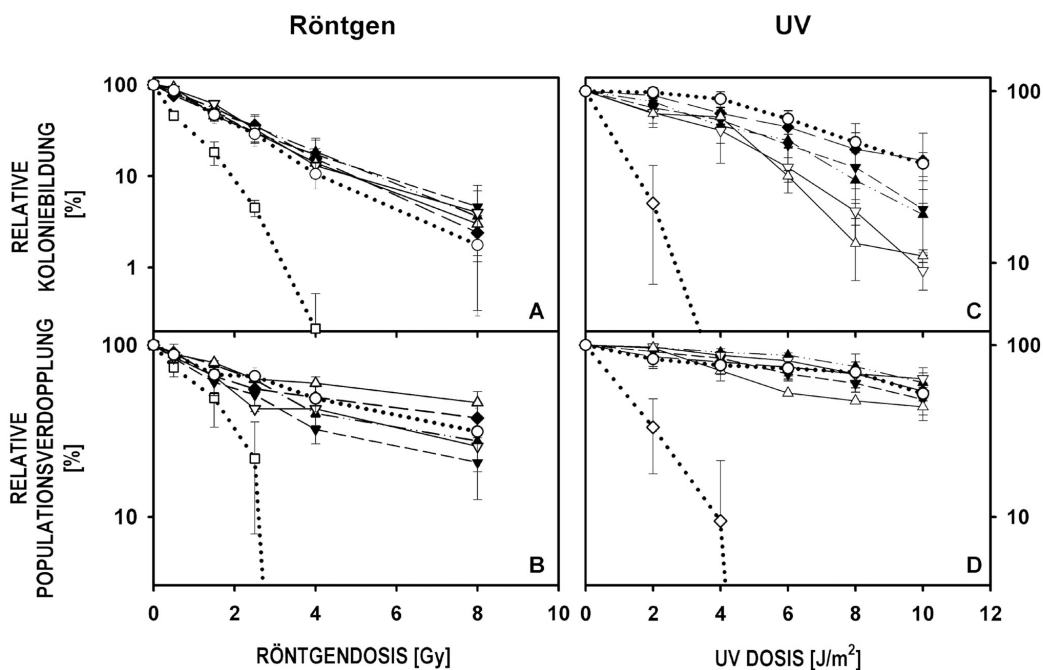 Röntgen
UV
RELATIVE
KOLONIEBILDUNG
[%]
100
10
1
A
100
10
C
RELATIVE
POPULATIONSVERDOPPLUNG
[%]
100
10
B
100
10
D
0 2 4 6 8 10
0 2 4 6 8 10 12
RÖNTGENDOSIS [Gy]
UV DOSIS [J/m²]